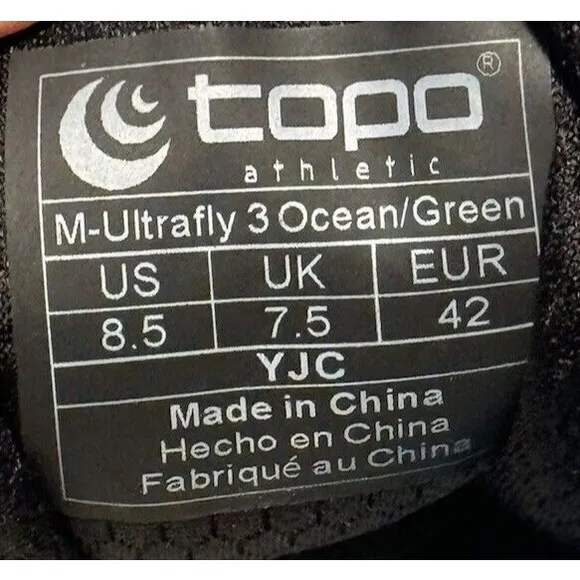 topo ®
athletic
M-Ultrafly 3 Ocean/Green
US UK EUR
8.5 7.5 42
YJC
Made in China
Hecho en China
Fabriqué au China